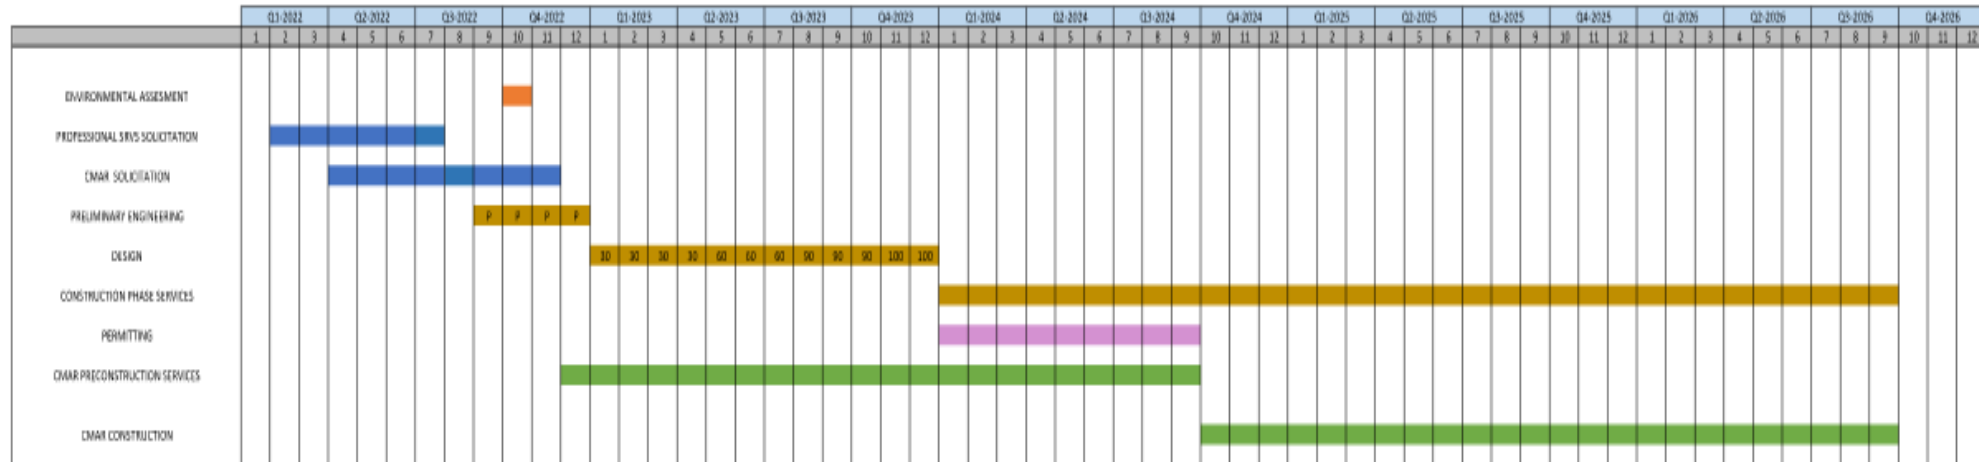 Q1-2022 Q2-2022 Q3-2022 Q4-2022 Q1-2023 Q2-2023 Q3-2023 Q4-2023 Q1-2024 Q2-2024 Q3-2024 Q4-2024 Q1-2025 Q2-2025 Q3-2025 Q4-2025 Q1-2026 Q2-2026 Q3-2026 Q4-2026
1 2 3 4 5 6 7 8 9 10 11 12 1 2 3 4 5 6 7 8 9 10 11 12 1 2 3 4 5 6 7 8 9 10 11 12 1 2 3 4 5 6 7 8 9 10 11 12 1 2 3 4 5 6 7 8 9 10 11 12
ENVIRONMENTAL ASSESMENT
PROFESSIONAL SRVS SOLICITATION
CMAR SOLICITATION
PRELIMINARY ENGINEERING P P P P
DESIGN 30 30 30 30 60 60 60 90 90 90 100 100
CONSTRUCTION PHASE SERVICES
PERMITTING
CMAR PRECONSTRUCTION SERVICES
CMAR CONSTRUCTION